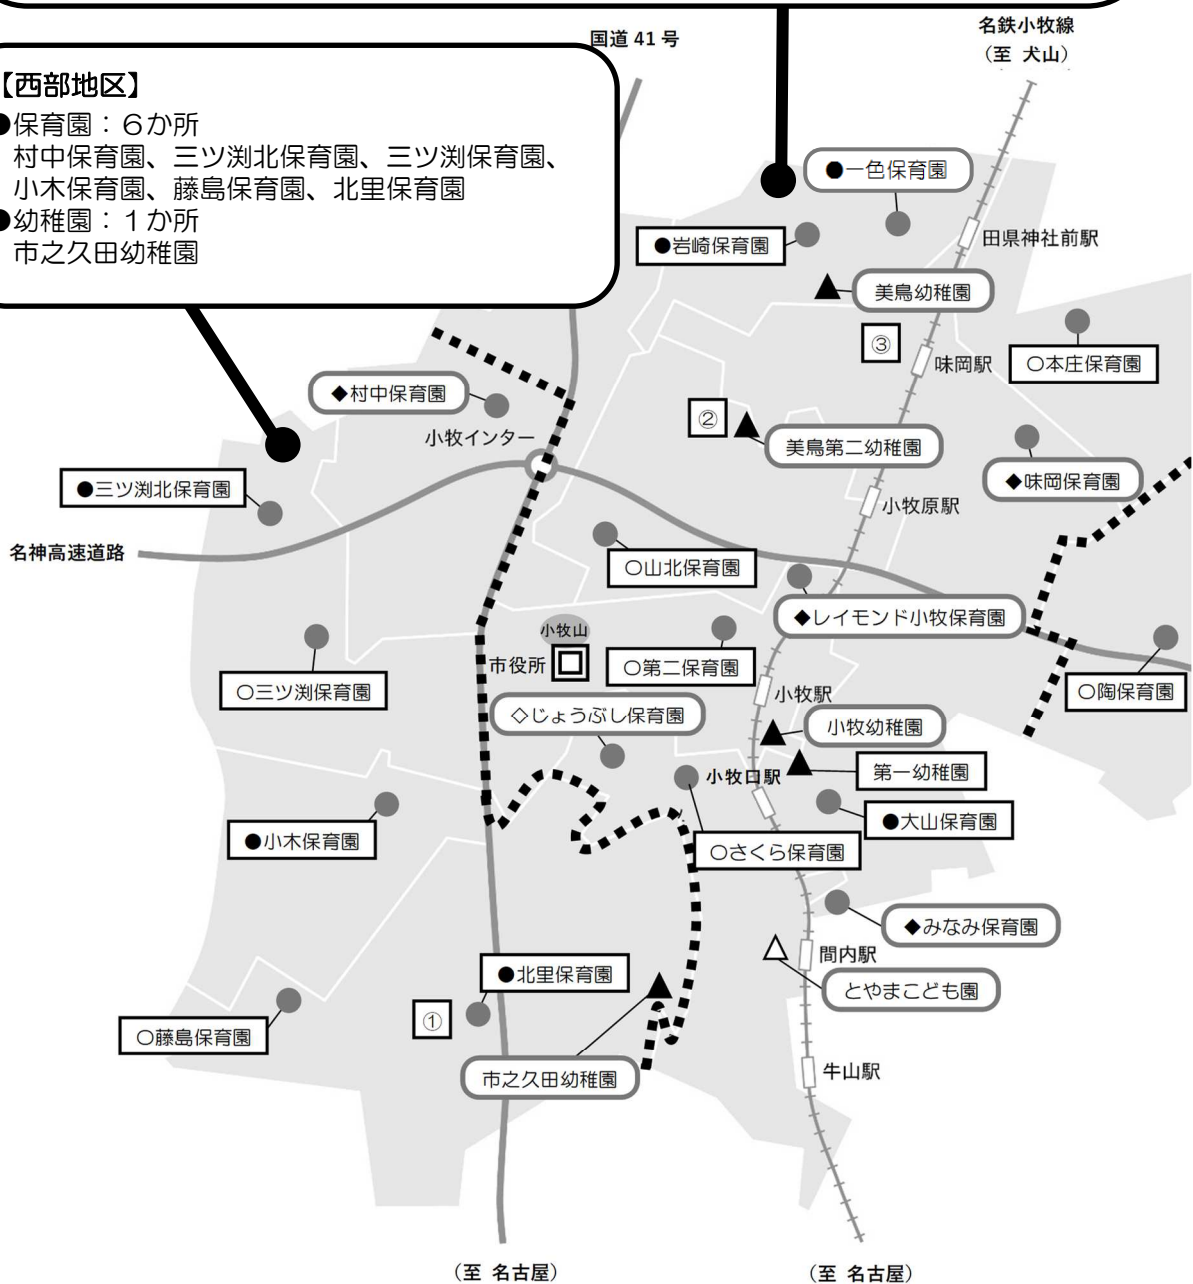 国道 41 号
名鉄小牧線
（至 犬山）
【西部地区】
●保育園：６か所
村中保育園、三ツ渕北保育園、三ツ渕保育園、
小木保育園、藤島保育園、北里保育園
●幼稚園：１か所
市之久田幼稚園
●一色保育園
●岩崎保育園
田県神社前駅
美鳥幼稚園
③
味岡駅
○本庄保育園
◆村中保育園
②
小牧インター
美鳥第二幼稚園
◆味岡保育園
●三ツ渕北保育園
小牧原駅
名神高速道路
○山北保育園
◆レイモンド小牧保育園
小牧山
市役所
○第二保育園
○三ツ渕保育園
小牧駅
○陶保育園
◇じょうぶし保育園
小牧幼稚園
小牧口駅
第一幼稚園
●大山保育園
●小木保育園
○さくら保育園
◆みなみ保育園
間内駅
●北里保育園
とやまこども園
①
○藤島保育園
市之久田幼稚園
牛山駅
（至 名古屋）
（至 名古屋）